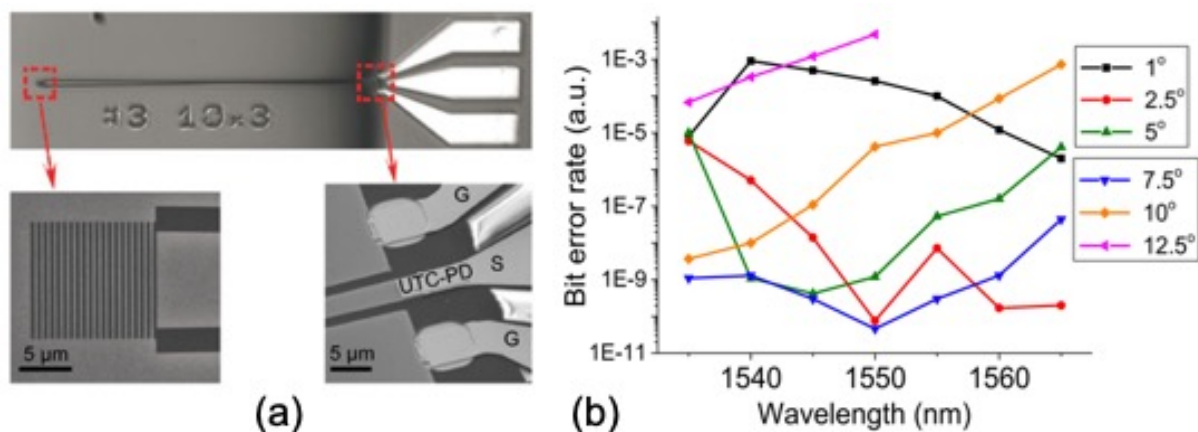 #3 10×3
G
S
UTC-PD
G
5 µm
5 µm
(a)
Bit error rate (a.u.)
1E-3
1E-5
1E-7
1E-9
1E-11
1540
1550
1560
Wavelength (nm)
1°
2.5°
5°
7.5°
10°
12.5°
(b)